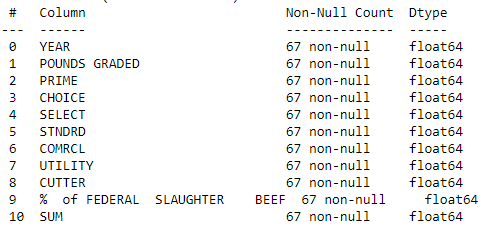 #   Column                          Non-Null Count  Dtype
---  ------                          --------------  -----
0   YEAR                            67 non-null     float64
1   POUNDS GRADED                   67 non-null     float64
2   PRIME                           67 non-null     float64
3   CHOICE                          67 non-null     float64
4   SELECT                          67 non-null     float64
5   STNDRD                          67 non-null     float64
6   COMRCL                          67 non-null     float64
7   UTILITY                         67 non-null     float64
8   CUTTER                          67 non-null     float64
9   %  of FEDERAL  SLAUGHTER    BEEF  67 non-null     float64
10  SUM                             67 non-null     float64